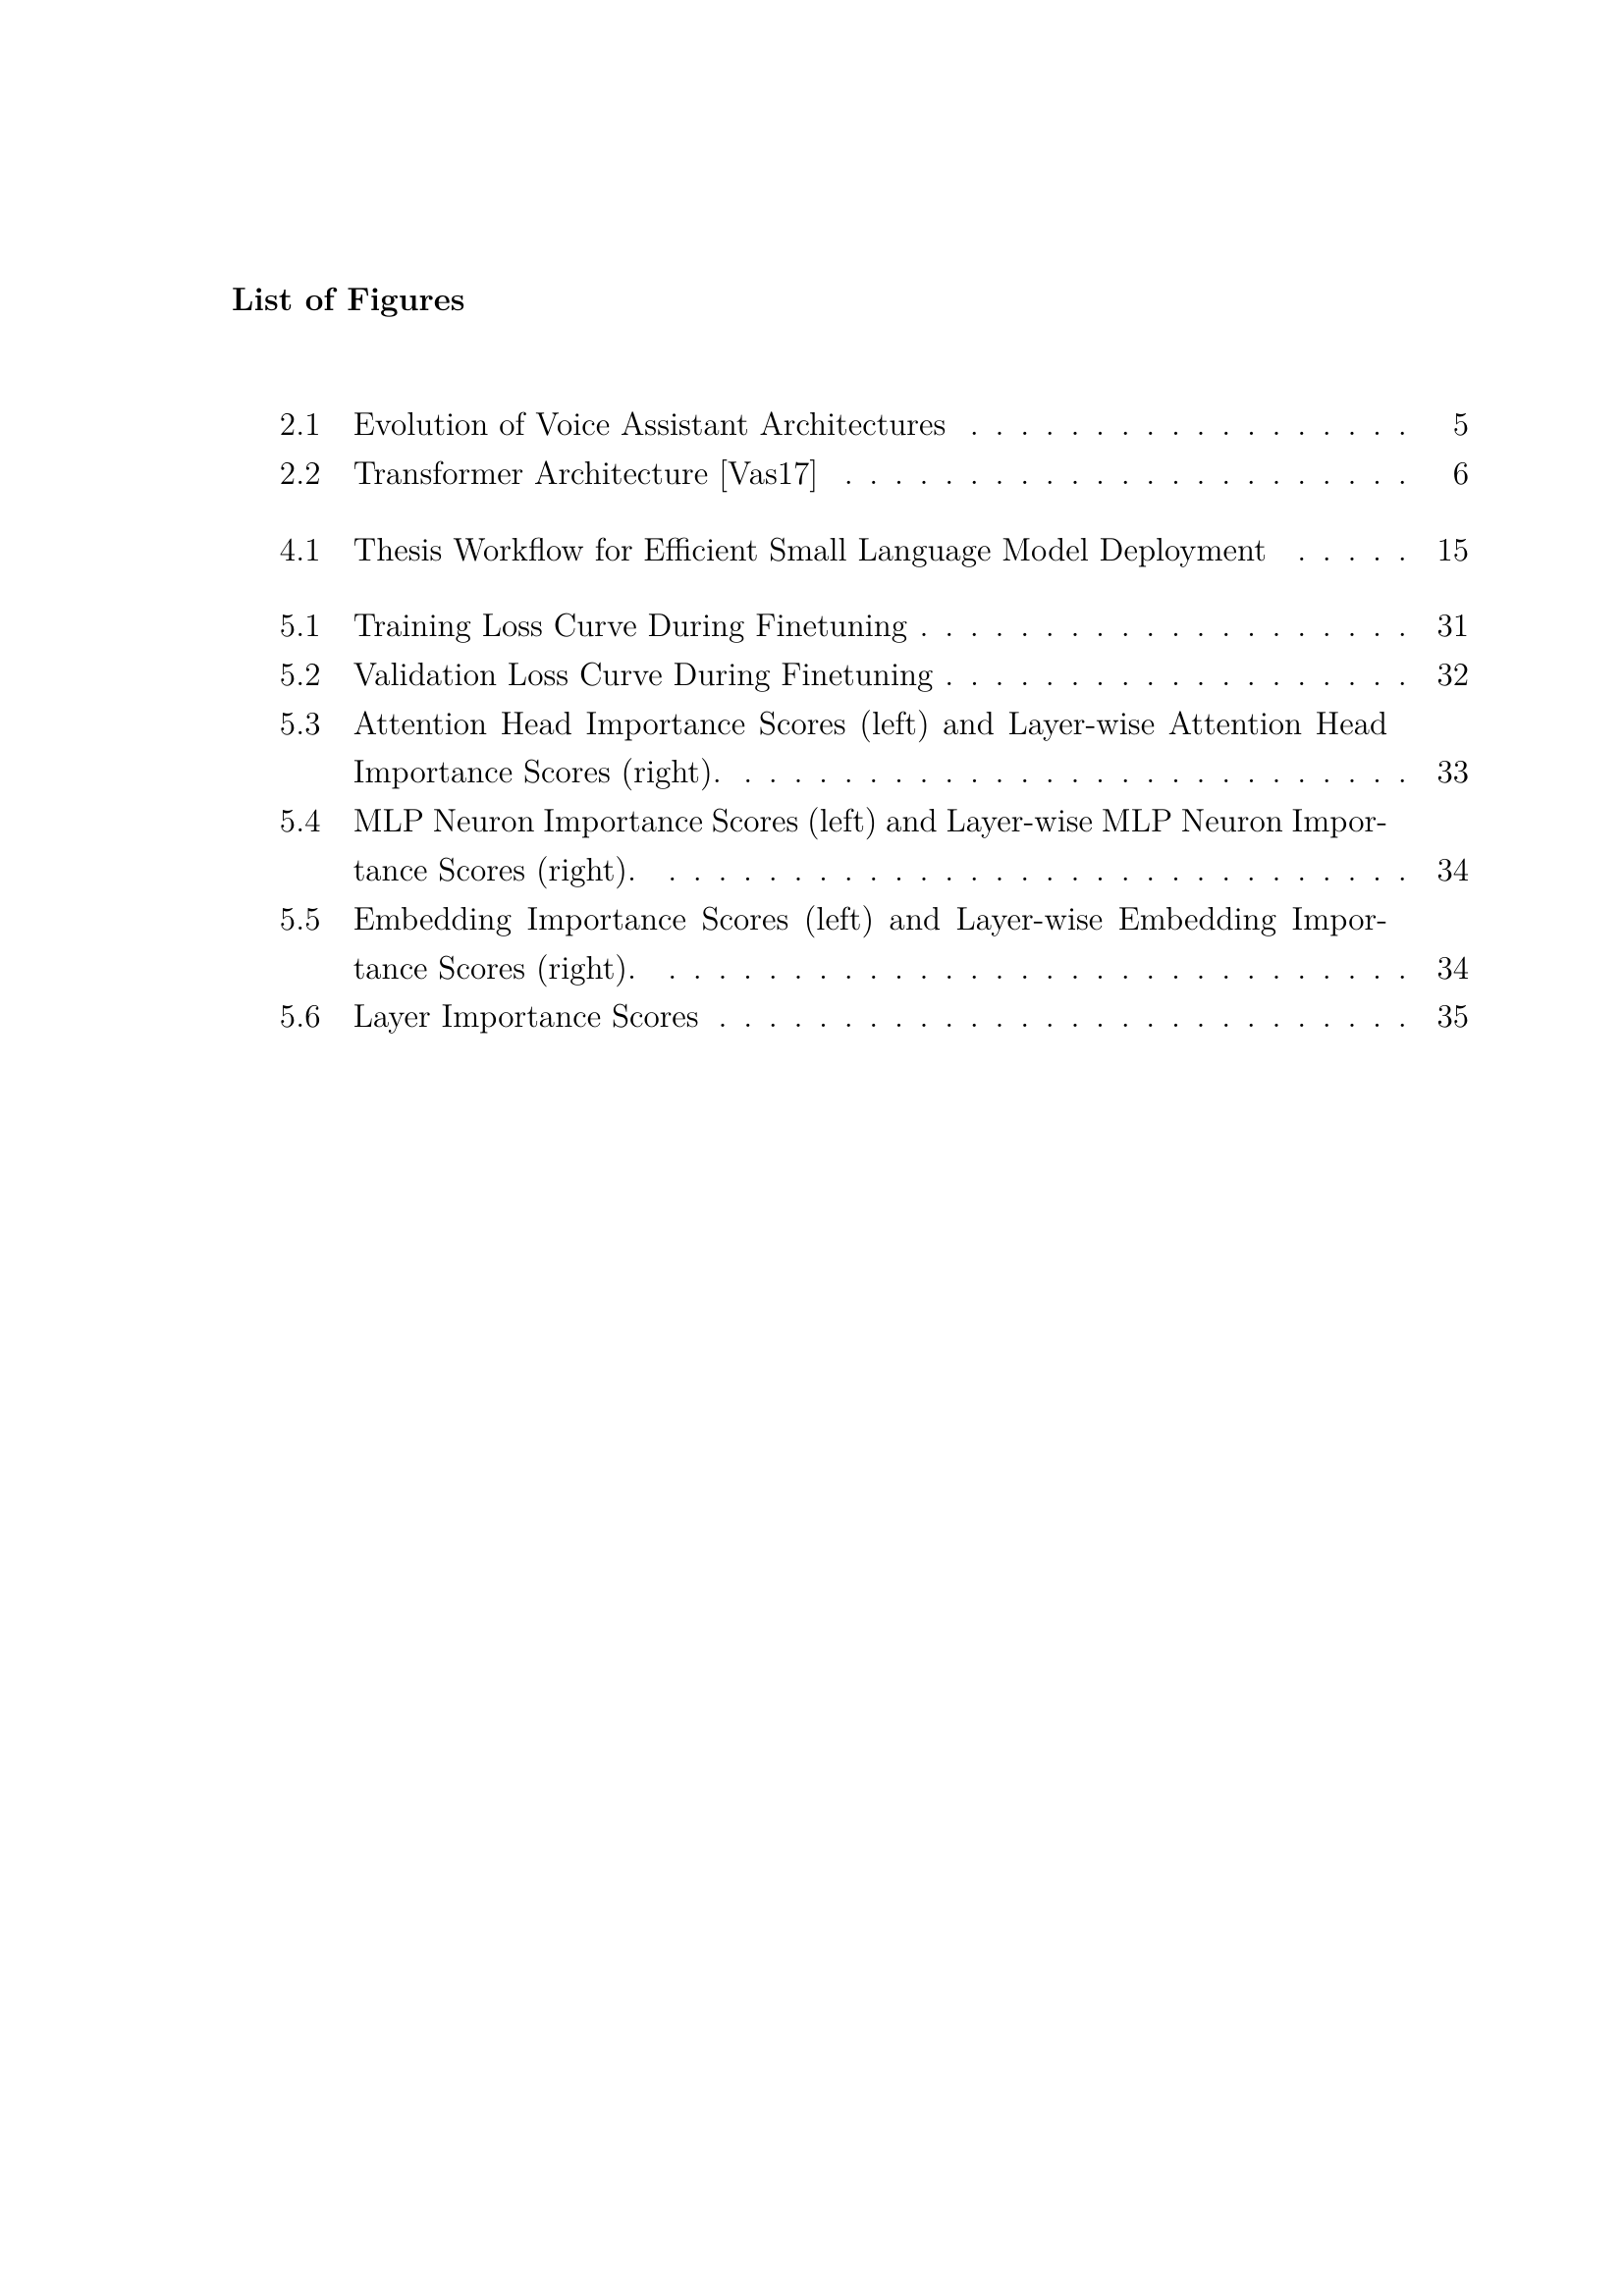 List of Figures
2.1 Evolution of Voice Assistant Architectures . . . . . . . . . . . . . . . . . . 5
2.2 Transformer Architecture [Vas17] . . . . . . . . . . . . . . . . . . . . . . . 6
4.1 Thesis Workflow for Efficient Small Language Model Deployment . . . . . 15
5.1 Training Loss Curve During Finetuning . . . . . . . . . . . . . . . . . . . . 31
5.2 Validation Loss Curve During Finetuning . . . . . . . . . . . . . . . . . . . 32
5.3 Attention Head Importance Scores (left) and Layer-wise Attention Head
Importance Scores (right). . . . . . . . . . . . . . . . . . . . . . . . . . . . 33
5.4 MLP Neuron Importance Scores (left) and Layer-wise MLP Neuron Impor-
tance Scores (right). . . . . . . . . . . . . . . . . . . . . . . . . . . . . . . 34
5.5 Embedding Importance Scores (left) and Layer-wise Embedding Impor-
tance Scores (right). . . . . . . . . . . . . . . . . . . . . . . . . . . . . . . 34
5.6 Layer Importance Scores . . . . . . . . . . . . . . . . . . . . . . . . . . . . 35